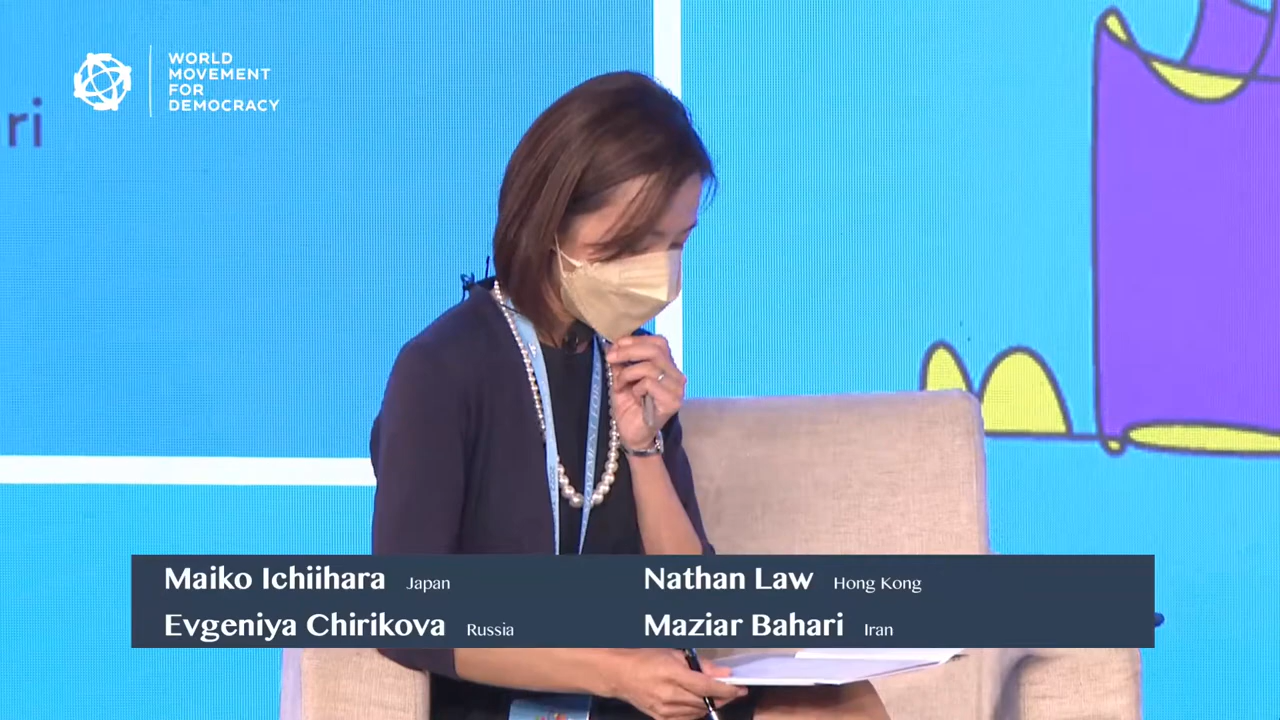 WORLD
MOVEMENT
FOR
DEMOCRACY
ri
Maiko Ichiihara Japan
Nathan Law Hong Kong
Evgeniya Chirikova Russia
Maziar Bahari Iran